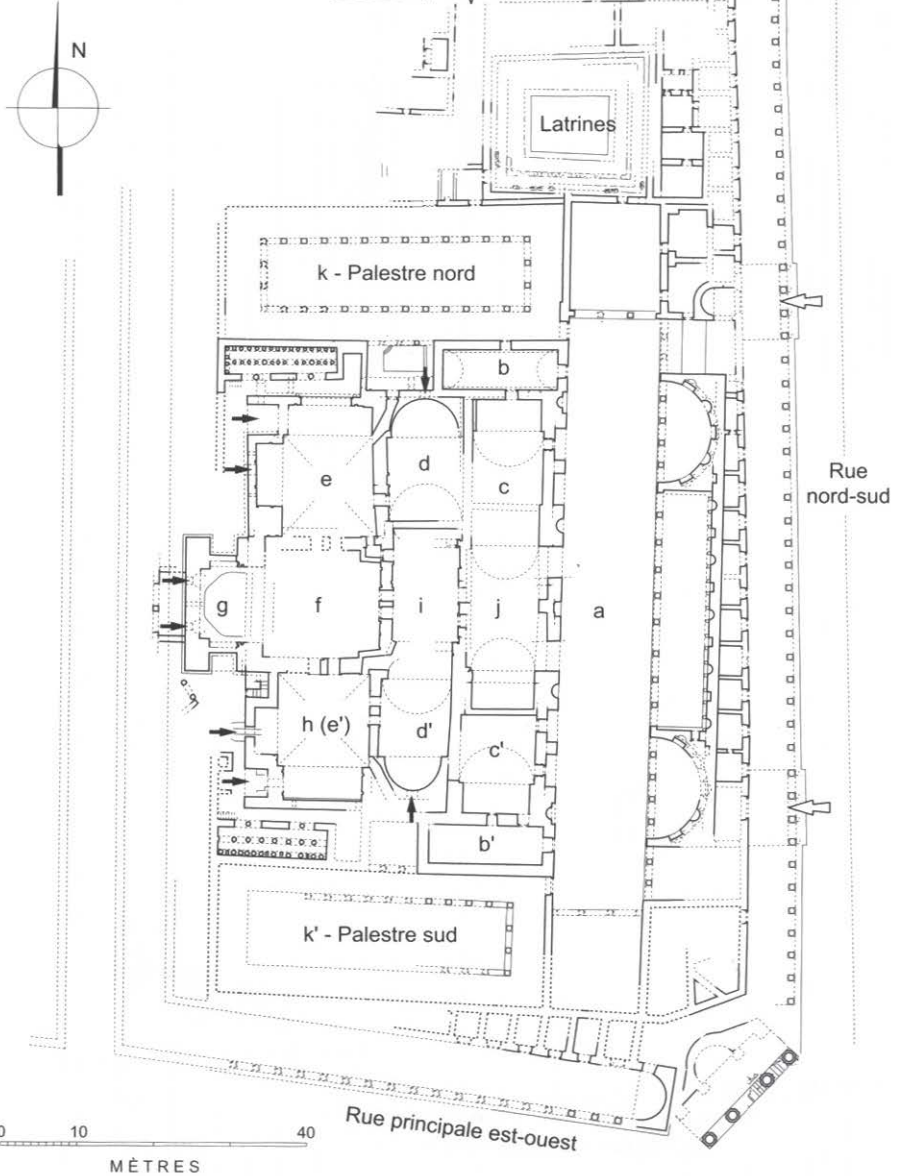 N
Latrines
k - Palestre nord
b
d
c
e
Rue
nord-sud
g
f
i
j
a
h (e')
d'
c'
b'
k' - Palestre sud
Rue principale est-ouest
0 10 40
MÈTRES